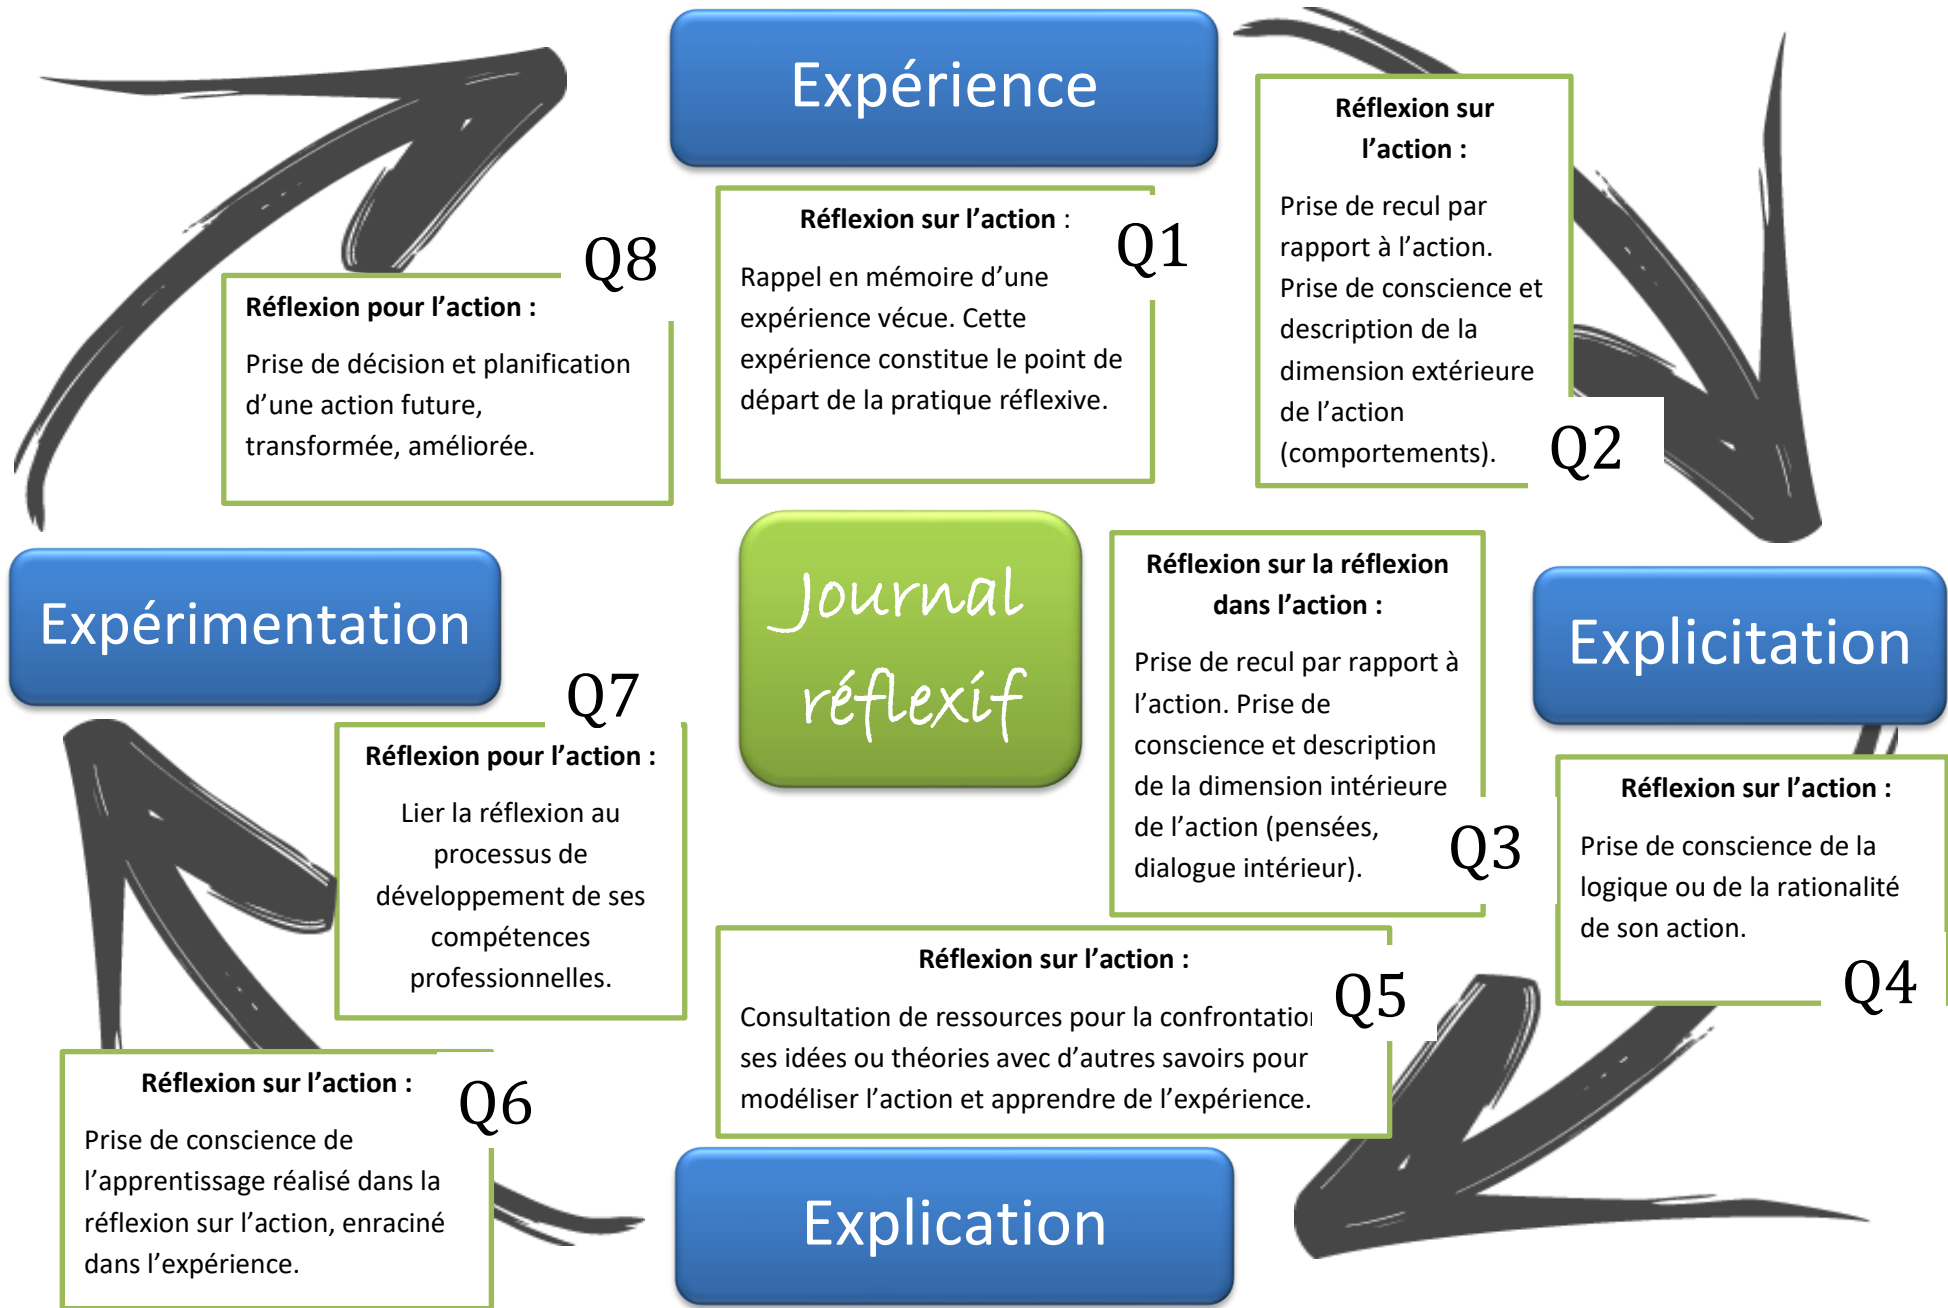 Expérience
Réflexion sur l'action :
Q1
Rappel en mémoire d'une
expérience vécue. Cette
expérience constitue le point de
départ de la pratique réflexive.
Réflexion sur
l'action :
Prise de recul par
rapport à l'action.
Prise de conscience et
description de la
dimension extérieure
de l'action
(comportements).
Q2
Réflexion sur la réflexion
dans l'action :
Prise de recul par rapport à
l'action. Prise de
conscience et description
de la dimension intérieure
de l'action (pensées,
dialogue intérieur).
Q3
Explicitation
Réflexion sur l'action :
Prise de conscience de la
logique ou de la rationalité
de son action.
Q4
Réflexion sur l'action :
Q5
Consultation de ressources pour la
ses idées ou théories avec d'autres savoirs pour
modéliser l'action et apprendre de l'expérience.
Explication
Réflexion sur l'action :
Q6
Prise de conscience de
l'apprentissage réalisé dans la
réflexion sur l'action, enraciné
dans l'expérience.
Q7
Réflexion pour l'action :
Lier la réflexion au
processus de
développement de ses
compétences
professionnelles.
Expérimentation
Q8
Réflexion pour l'action :
Prise de décision et planification
d'une action future,
transformée, améliorée.
Journal
réflexif